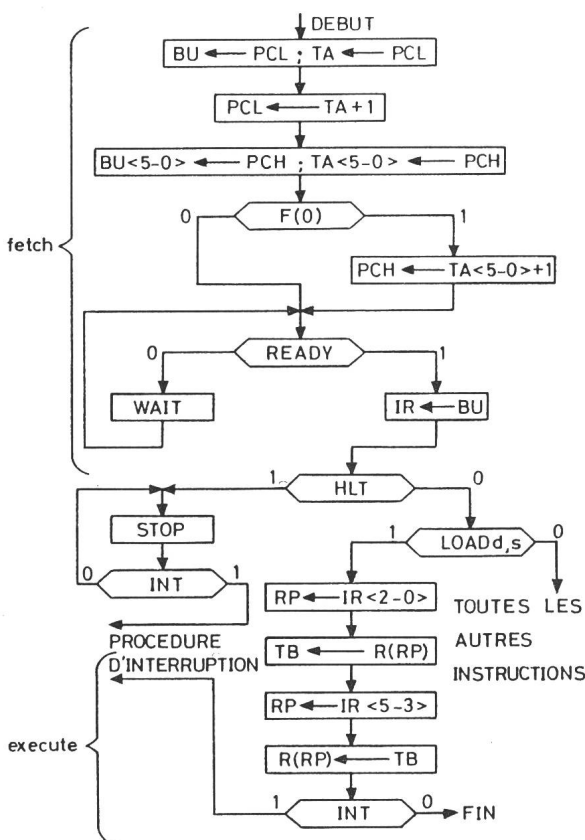 DEBUT
BU ← PCL ; TA ← PCL
PCL ← TA+1
BU<5-0> ← PCH ; TA<5-0> ← PCH
0 F(0) 1
fetch
PCH ← TA<5-0>+1
0 READY 1
WAIT
IR ← BU
1 HLT 0
STOP
1 LOADd,s 0
0 INT 1
RP ← IR<2-0>
TOUTES LES
AUTRES
INSTRUCTIONS
PROCEDURE
D'INTERRUPTION
TB ← R(RP)
RP ← IR<5-3>
execute
R(RP) ← TB
1 INT 0
FIN